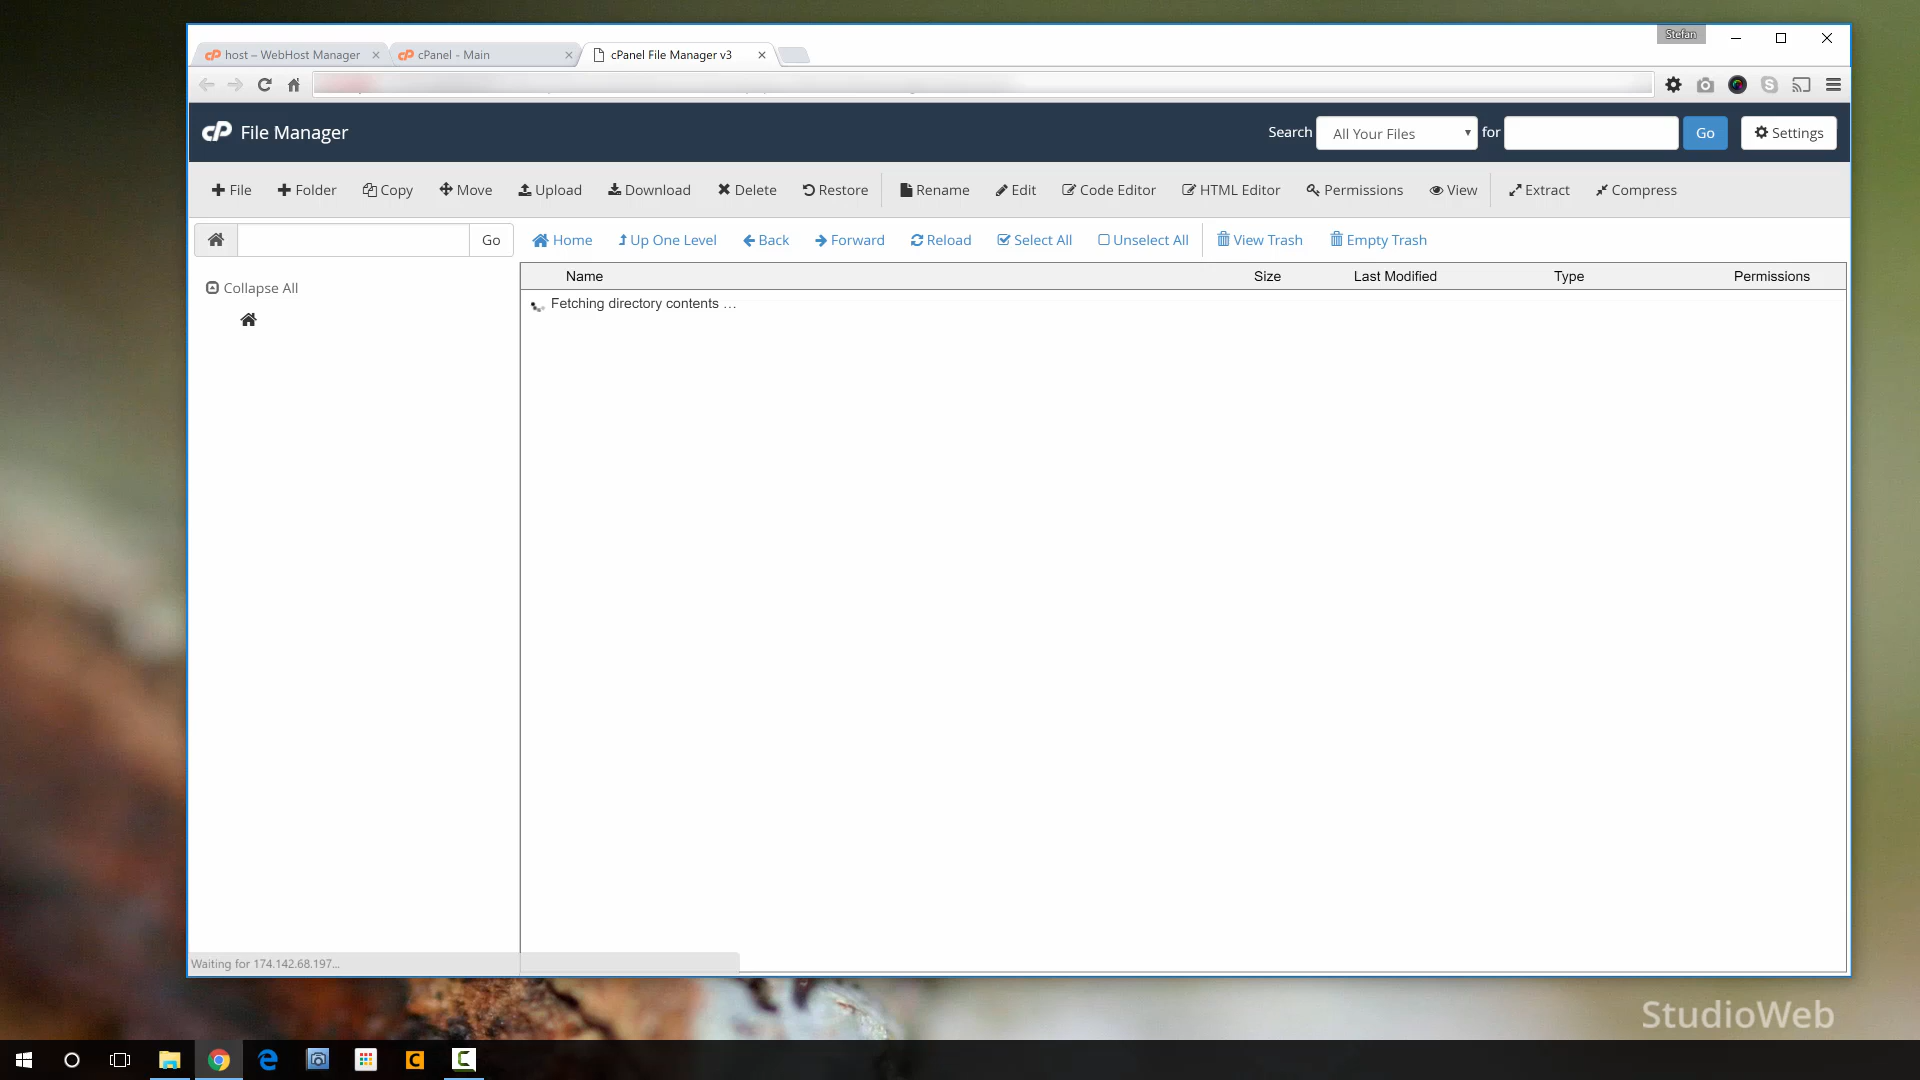 Stefan
host – WebHost Manager
cPanel - Main
cPanel File Manager v3
cP File Manager
Search All Your Files for Go Settings
File Folder Copy Move Upload Download Delete Restore Rename Edit Code Editor HTML Editor Permissions View Extract Compress
Go Home Up One Level Back Forward Reload Select All Unselect All View Trash Empty Trash
Name Size Last Modified Type Permissions
Collapse All
Fetching directory contents ...
Waiting for 174.142.68.197...
StudioWeb